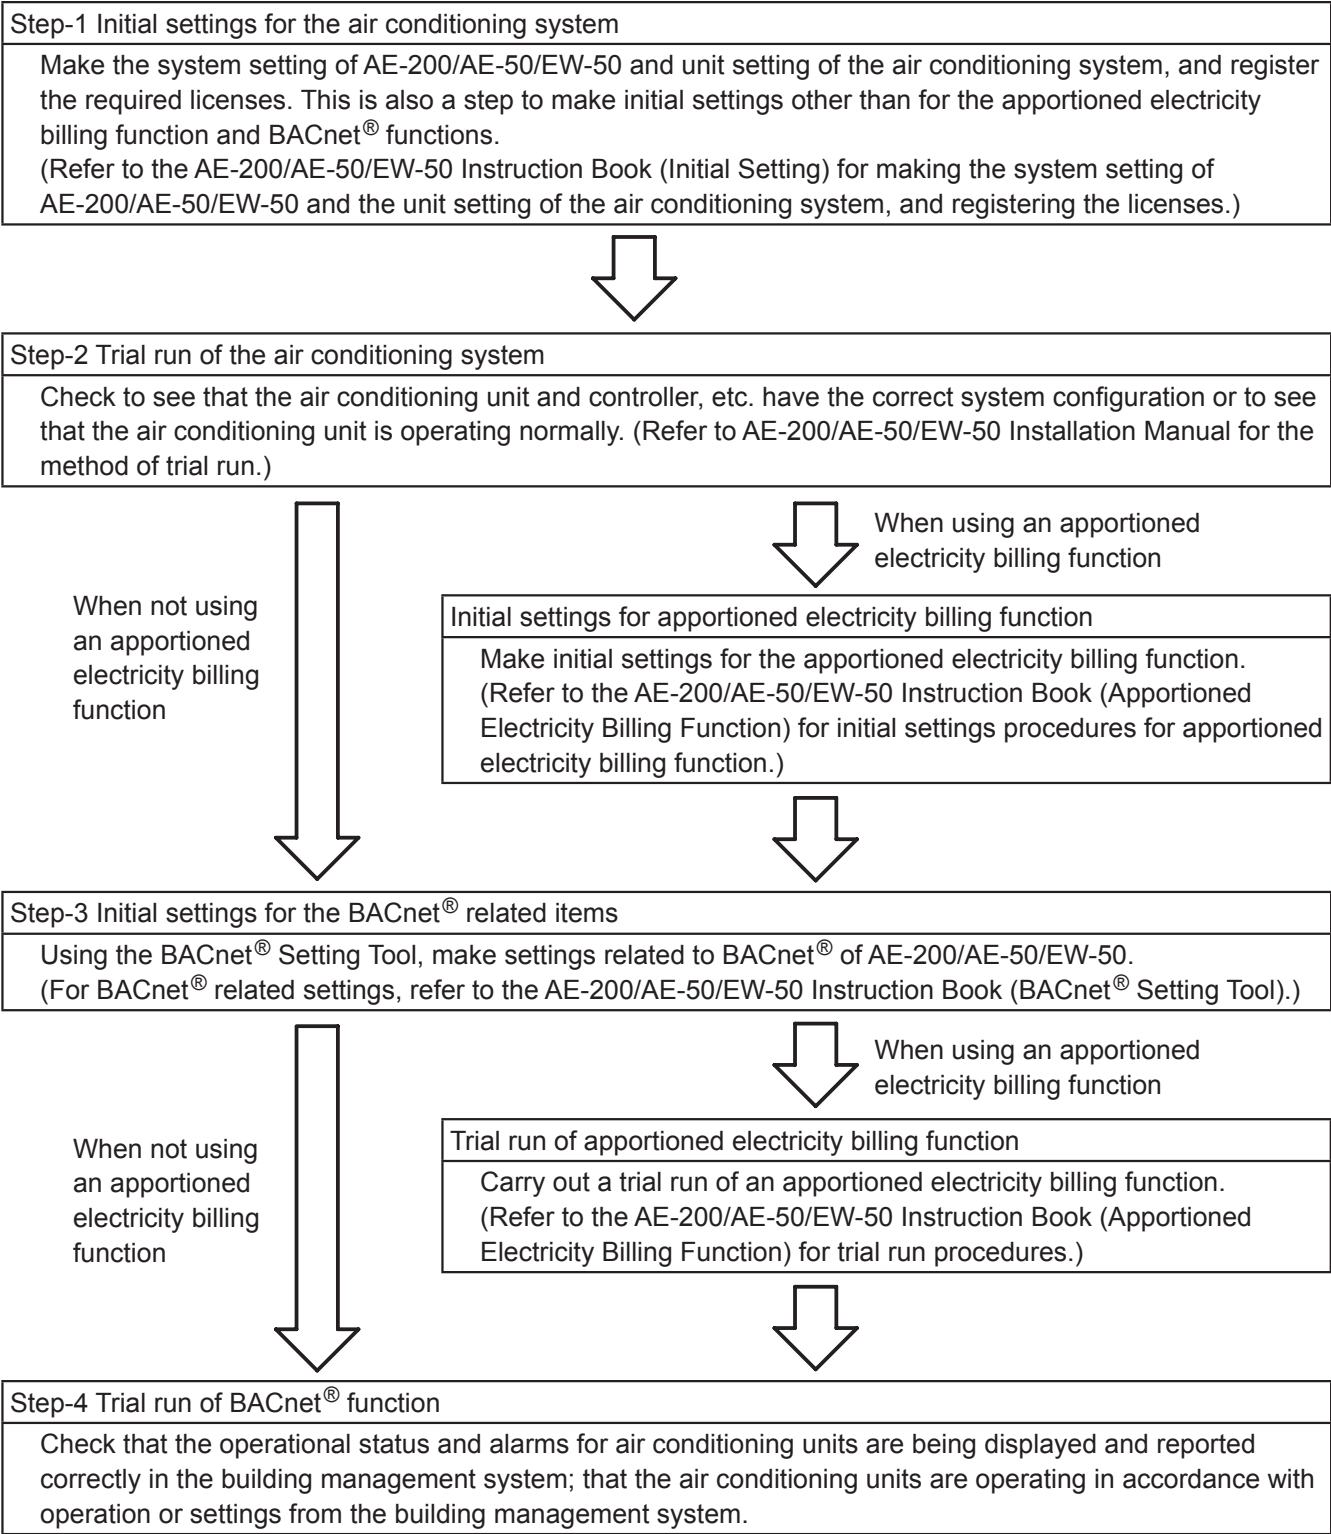 Step-1 Initial settings for the air conditioning system
Make the system setting of AE-200/AE-50/EW-50 and unit setting of the air conditioning system, and register
the required licenses. This is also a step to make initial settings other than for the apportioned electricity
billing function and BACnet® functions.
(Refer to the AE-200/AE-50/EW-50 Instruction Book (Initial Setting) for making the system setting of
AE-200/AE-50/EW-50 and the unit setting of the air conditioning system, and registering the licenses.)
Step-2 Trial run of the air conditioning system
Check to see that the air conditioning unit and controller, etc. have the correct system configuration or to see
that the air conditioning unit is operating normally. (Refer to AE-200/AE-50/EW-50 Installation Manual for the
method of trial run.)
When using an apportioned
electricity billing function
When not using
an apportioned
electricity billing
function
Initial settings for apportioned electricity billing function
Make initial settings for the apportioned electricity billing function.
(Refer to the AE-200/AE-50/EW-50 Instruction Book (Apportioned
Electricity Billing Function) for initial settings procedures for apportioned
electricity billing function.)
Step-3 Initial settings for the BACnet® related items
Using the BACnet® Setting Tool, make settings related to BACnet® of AE-200/AE-50/EW-50.
(For BACnet® related settings, refer to the AE-200/AE-50/EW-50 Instruction Book (BACnet® Setting Tool).)
When using an apportioned
electricity billing function
When not using
an apportioned
electricity billing
function
Trial run of apportioned electricity billing function
Carry out a trial run of an apportioned electricity billing function.
(Refer to the AE-200/AE-50/EW-50 Instruction Book (Apportioned
Electricity Billing Function) for trial run procedures.)
Step-4 Trial run of BACnet® function
Check that the operational status and alarms for air conditioning units are being displayed and reported
correctly in the building management system; that the air conditioning units are operating in accordance with
operation or settings from the building management system.